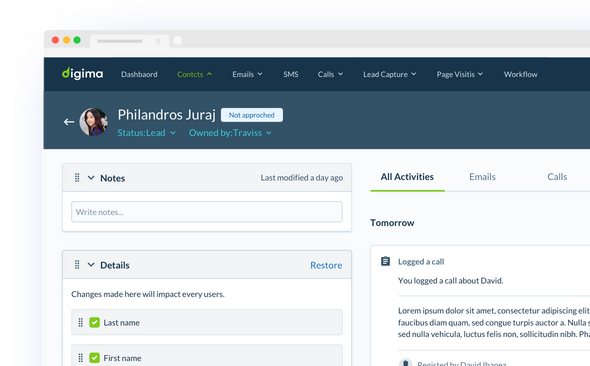 digima
Dashbaord Contcts Emails SMS Calls Lead Capture Page Visitis Workflow
Philandros Juraj Not approched
Status:Lead Owned by:Traviss
Notes Last modified a day ago
Write notes...
Details Restore
Changes made here will impact every users.
Last name
First name
All Activities Emails Calls
Tomorrow
Logged a call
You logged a call about David.
Lorem ipsum dolor sit amet, consectetur adipiscing elit
faucibus diam quam, sed congue turpis auctor a. Nulla s
sed nulla vehicula, luctus felis non, sollicitudin nibh. Pha
Registed by David Ibanez